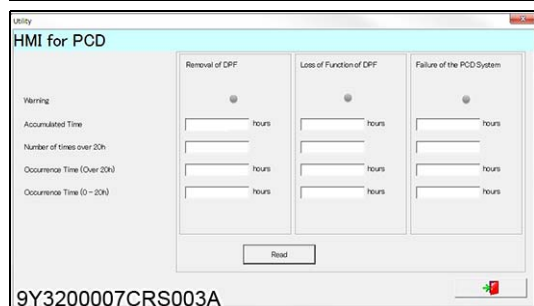 Utility
HMI for PCD
Removal of DPF Loss of Function of DPF Failure of the PCD System
Warning
Accumulated Time hours hours hours
Number of times over 20h
Occurrence Time (Over 20h) hours hours hours
Occurrence Time (0 - 20h) hours hours hours
Read
9Y3200007CRS003A